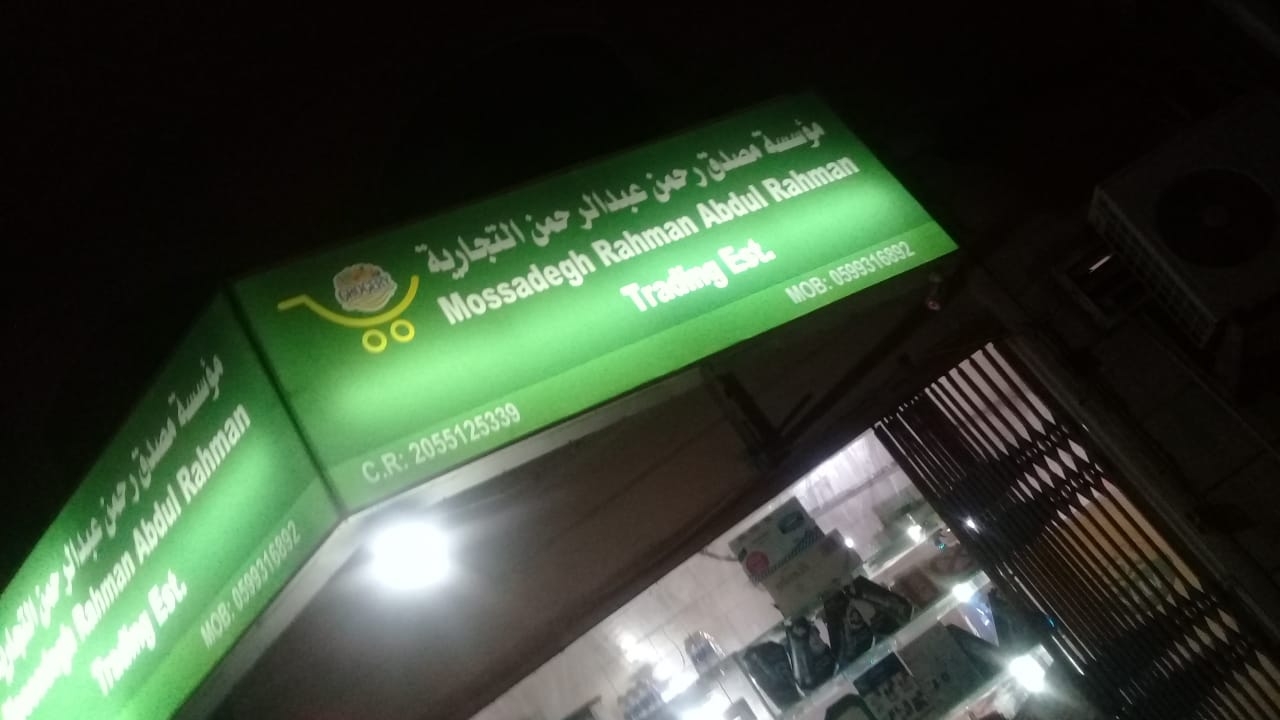 مؤسسة مصدق رحمن عبدالرحمن التجارية
Mossadegh Rahman Abdul Rahman
Trading Est.
GROCERY
MOB: 0599316892
C.R: 2055125339
مؤسسة مصدق رحمن عبدالرحمن التجارية
Mossadegh Rahman Abdul Rahman
Trading Est.
MOB: 0599316892